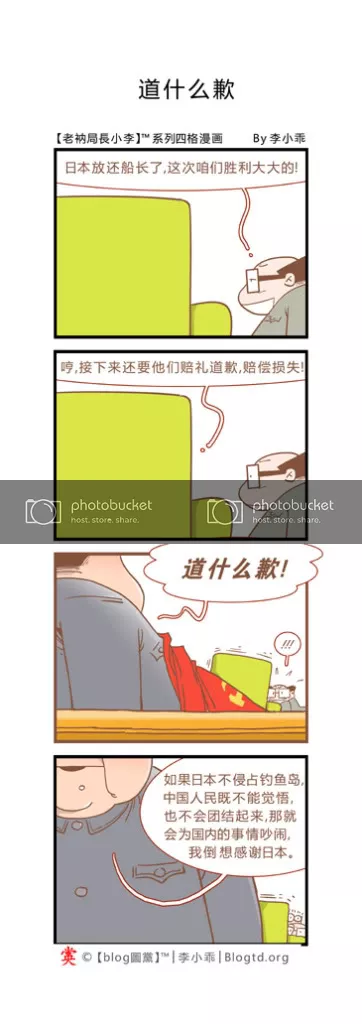 道什么歉
【老衲局長小李】™系列四格漫画 By 李小乖
日本放还船长了,这次咱们胜利大大的!
哼,接下来还要他们赔礼道歉,赔偿损失!
photobucket
host. store. share.
photobucket
host. store. share.
道什么歉!
!!!
如果日本不侵占钓鱼岛,
中国人民既不能觉悟,
也不会团结起来,那就
会为国内的事情吵闹,
我倒想感谢日本。
© 【blog圖黨】™ | 李小乖 | Blogtd.org